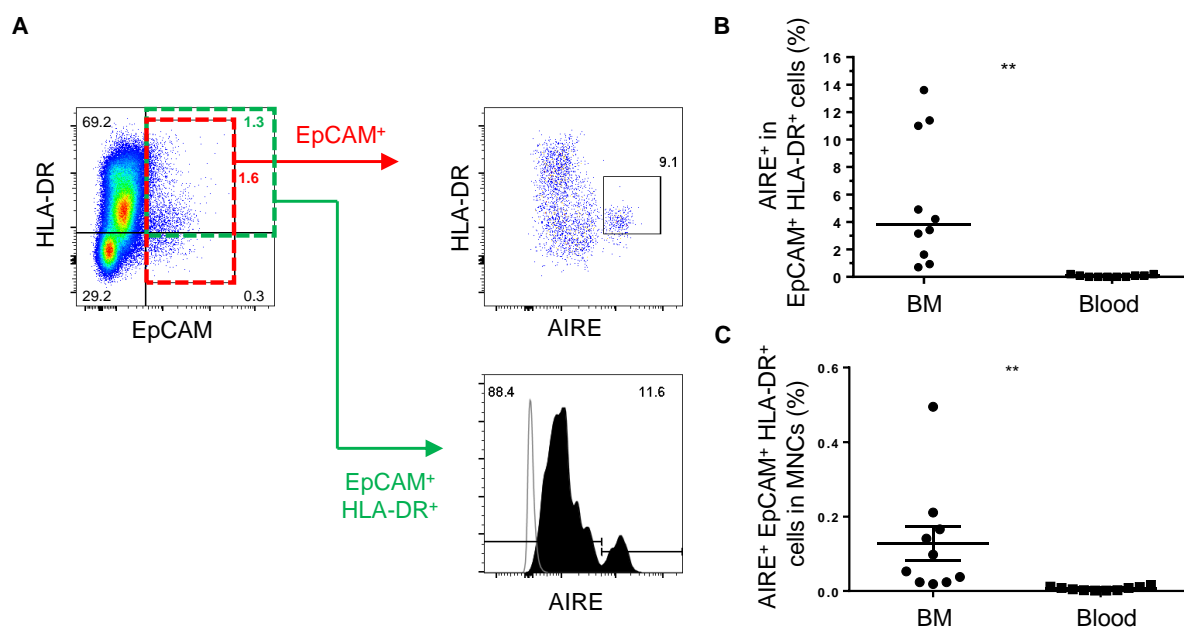 A
HLA-DR
69.2
1.3
1.6
29.2
0.3
EpCAM
EpCAM⁺
HLA-DR
9.1
AIRE
EpCAM⁺
HLA-DR⁺
88.4
11.6
AIRE
B
AIRE⁺ in
EpCAM⁺ HLA-DR⁺ cells (%)
16
14
12
10
8
6
4
2
0
**
BM
Blood
C
AIRE⁺ EpCAM⁺ HLA-DR⁺
cells in MNCs (%)
0.6
0.4
0.2
0.0
**
BM
Blood